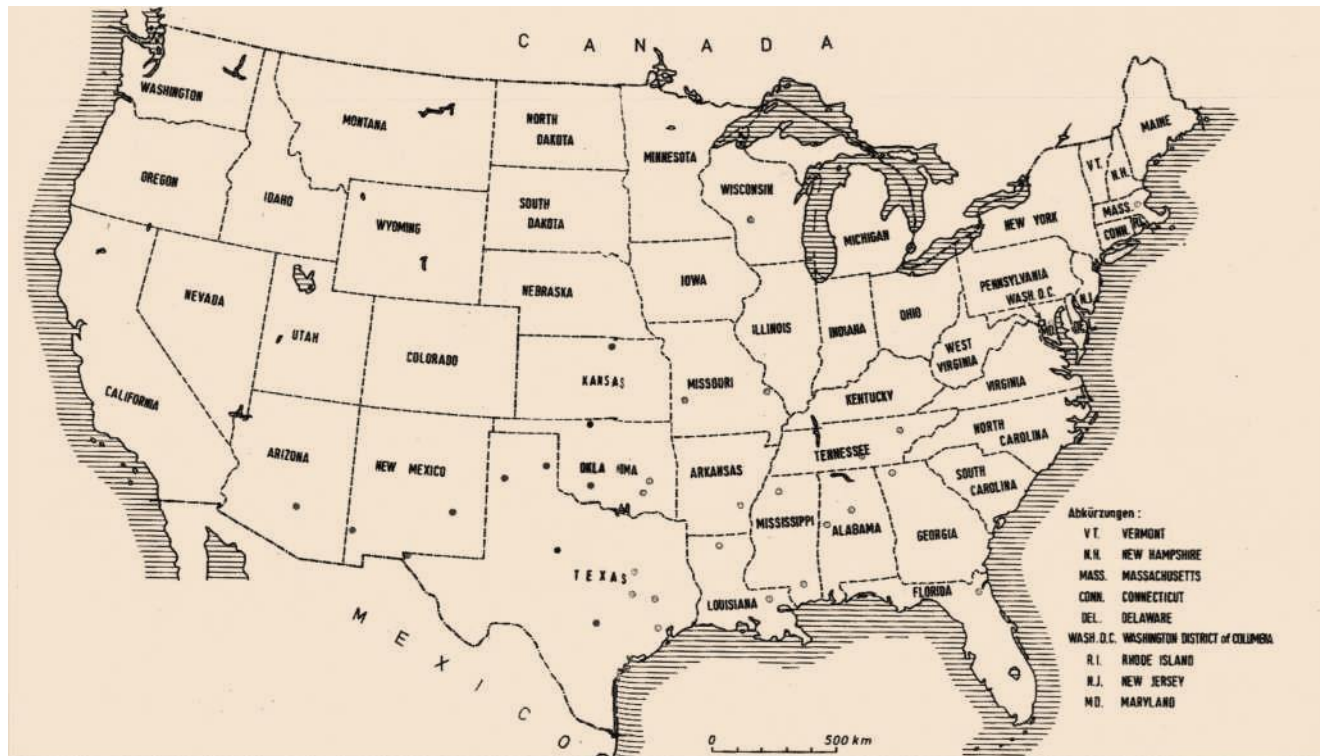 CANADA
WASHINGTON
MONTANA
NORTH
DAKOTA
MINNESOTA
MAINE
V T.
N.H.
OREGON
IDAHO
WYOMING
SOUTH
DAKOTA
WISCONSIN
MICHIGAN
NEW YORK
MASS.
CONN.
R.I.
NEVADA
UTAH
COLORADO
NEBRASKA
IOWA
ILLINOIS
INDIANA
OHIO
PENNSYLVANIA
WASH. D.C.
N.J.
MD.
DEL.
WEST
VIRGINIA
VIRGINIA
CALIFORNIA
KANSAS
MISSOURI
KENTUCKY
NORTH
CAROLINA
TENNESSEE
ARIZONA
NEW MEXICO
OKLA OMA
ARKANSAS
SOUTH
CAROLINA
MISSISSIPPI
ALABAMA
GEORGIA
TEXAS
LOUISIANA
FLORIDA
MEXICO
Abkürzungen :
V T. VERMONT
N.H. NEW HAMPSHIRE
MASS. MASSACHUSETTS
CONN. CONNECTICUT
DEL. DELAWARE
WASH.D.C. WASHINGTON DISTRICT of COLUMBIA
R.I. RHODE ISLAND
N.J. NEW JERSEY
MD. MARYLAND
0 500 km